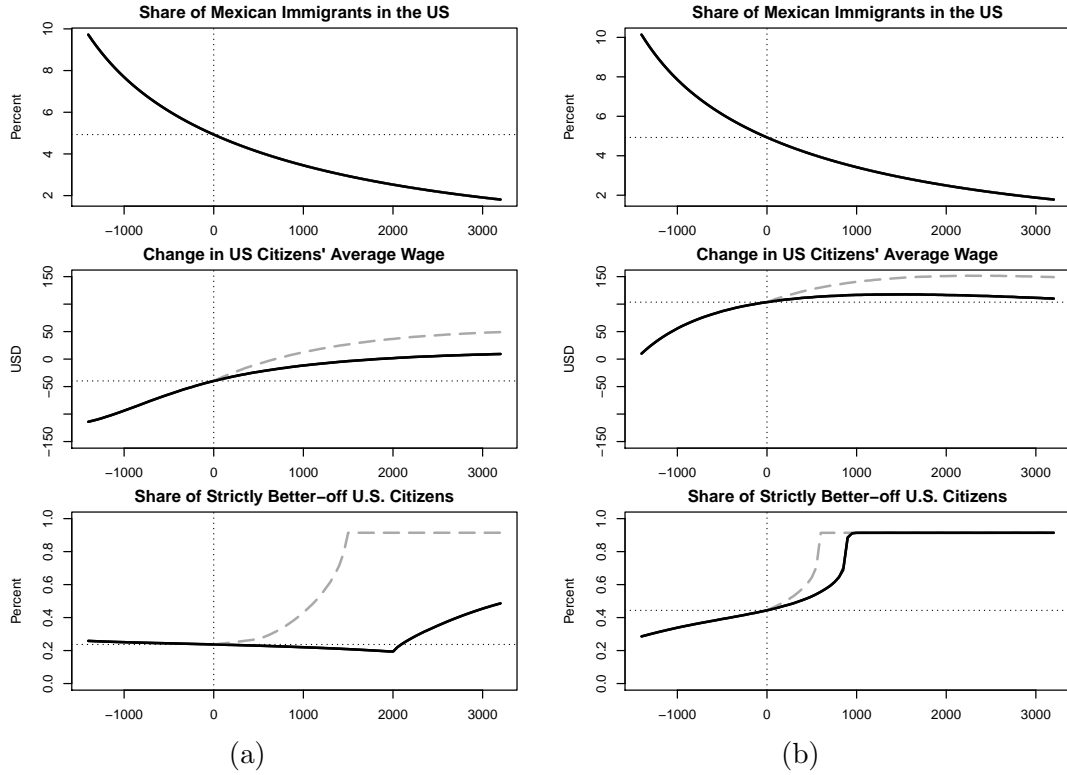 Share of Mexican Immigrants in the US
Percent
10
8
6
4
2
−1000 0 1000 2000 3000
Change in US Citizens' Average Wage
USD
150
50
0
−50
−150
−1000 0 1000 2000 3000
Share of Strictly Better−off U.S. Citizens
Percent
1.0
0.8
0.6
0.4
0.2
0.0
−1000 0 1000 2000 3000
(a)
Share of Mexican Immigrants in the US
Percent
10
8
6
4
2
−1000 0 1000 2000 3000
Change in US Citizens' Average Wage
USD
150
50
0
−50
−150
−1000 0 1000 2000 3000
Share of Strictly Better−off U.S. Citizens
Percent
1.0
0.8
0.6
0.4
0.2
0.0
−1000 0 1000 2000 3000
(b)